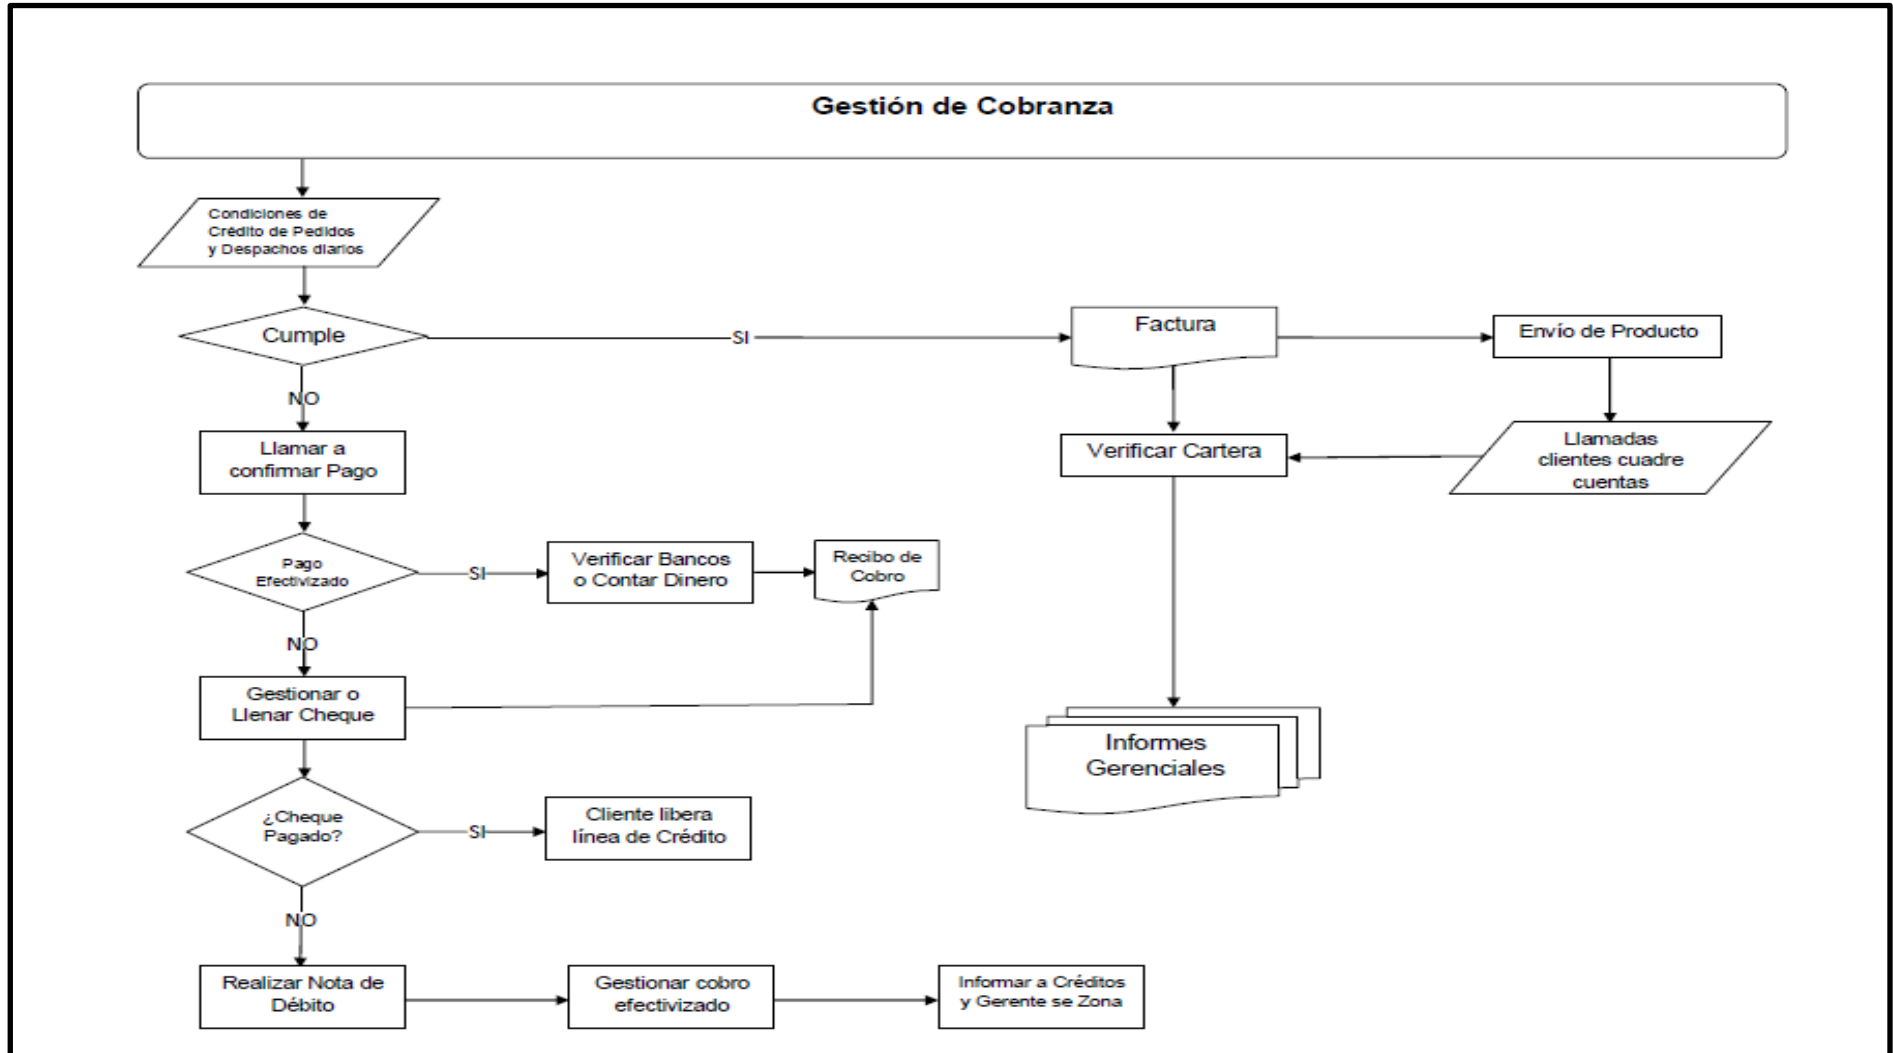 Gestión de Cobranza
Condiciones de
Crédito de Pedidos
y Despachos diarios
Cumple
SI
Factura
Envío de Producto
NO
Llamar a
confirmar Pago
Verificar Cartera
Llamadas
clientes cuadre
cuentas
Pago
Efectivizado
SI
Verificar Bancos
o Contar Dinero
Recibo de
Cobro
NO
Gestionar o
Llenar Cheque
Informes
Gerenciales
¿Cheque
Pagado?
SI
Cliente libera
línea de Crédito
NO
Realizar Nota de
Débito
Gestionar cobro
efectivizado
Informar a Créditos
y Gerente se Zona